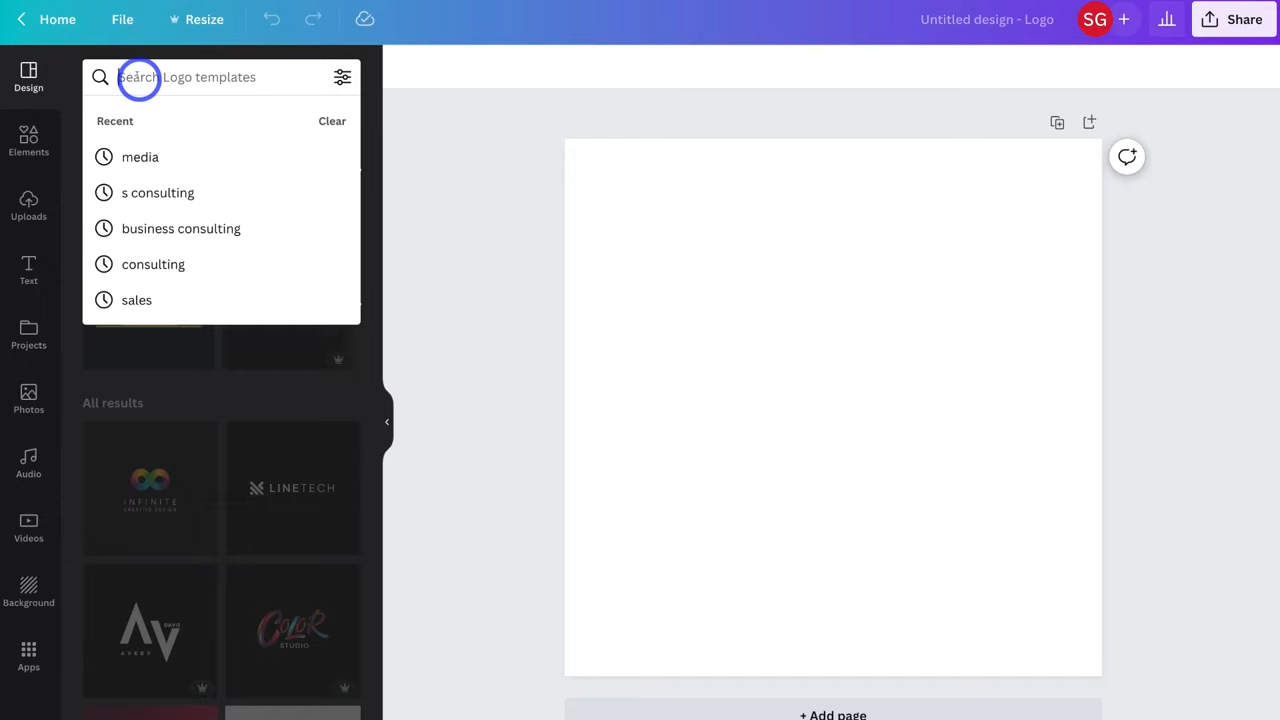 Home
File
Resize
Untitled design - Logo
SG
Share
Design
Elements
Uploads
Text
Projects
Photos
Audio
Videos
Background
Apps
Search Logo templates
Recent
Clear
media
s consulting
business consulting
consulting
sales
All results
INFINITE
CREATIVE DESIGN
LINETECH
AV
DAVIS
AVERY
COLOR
STUDIO
+ Add page